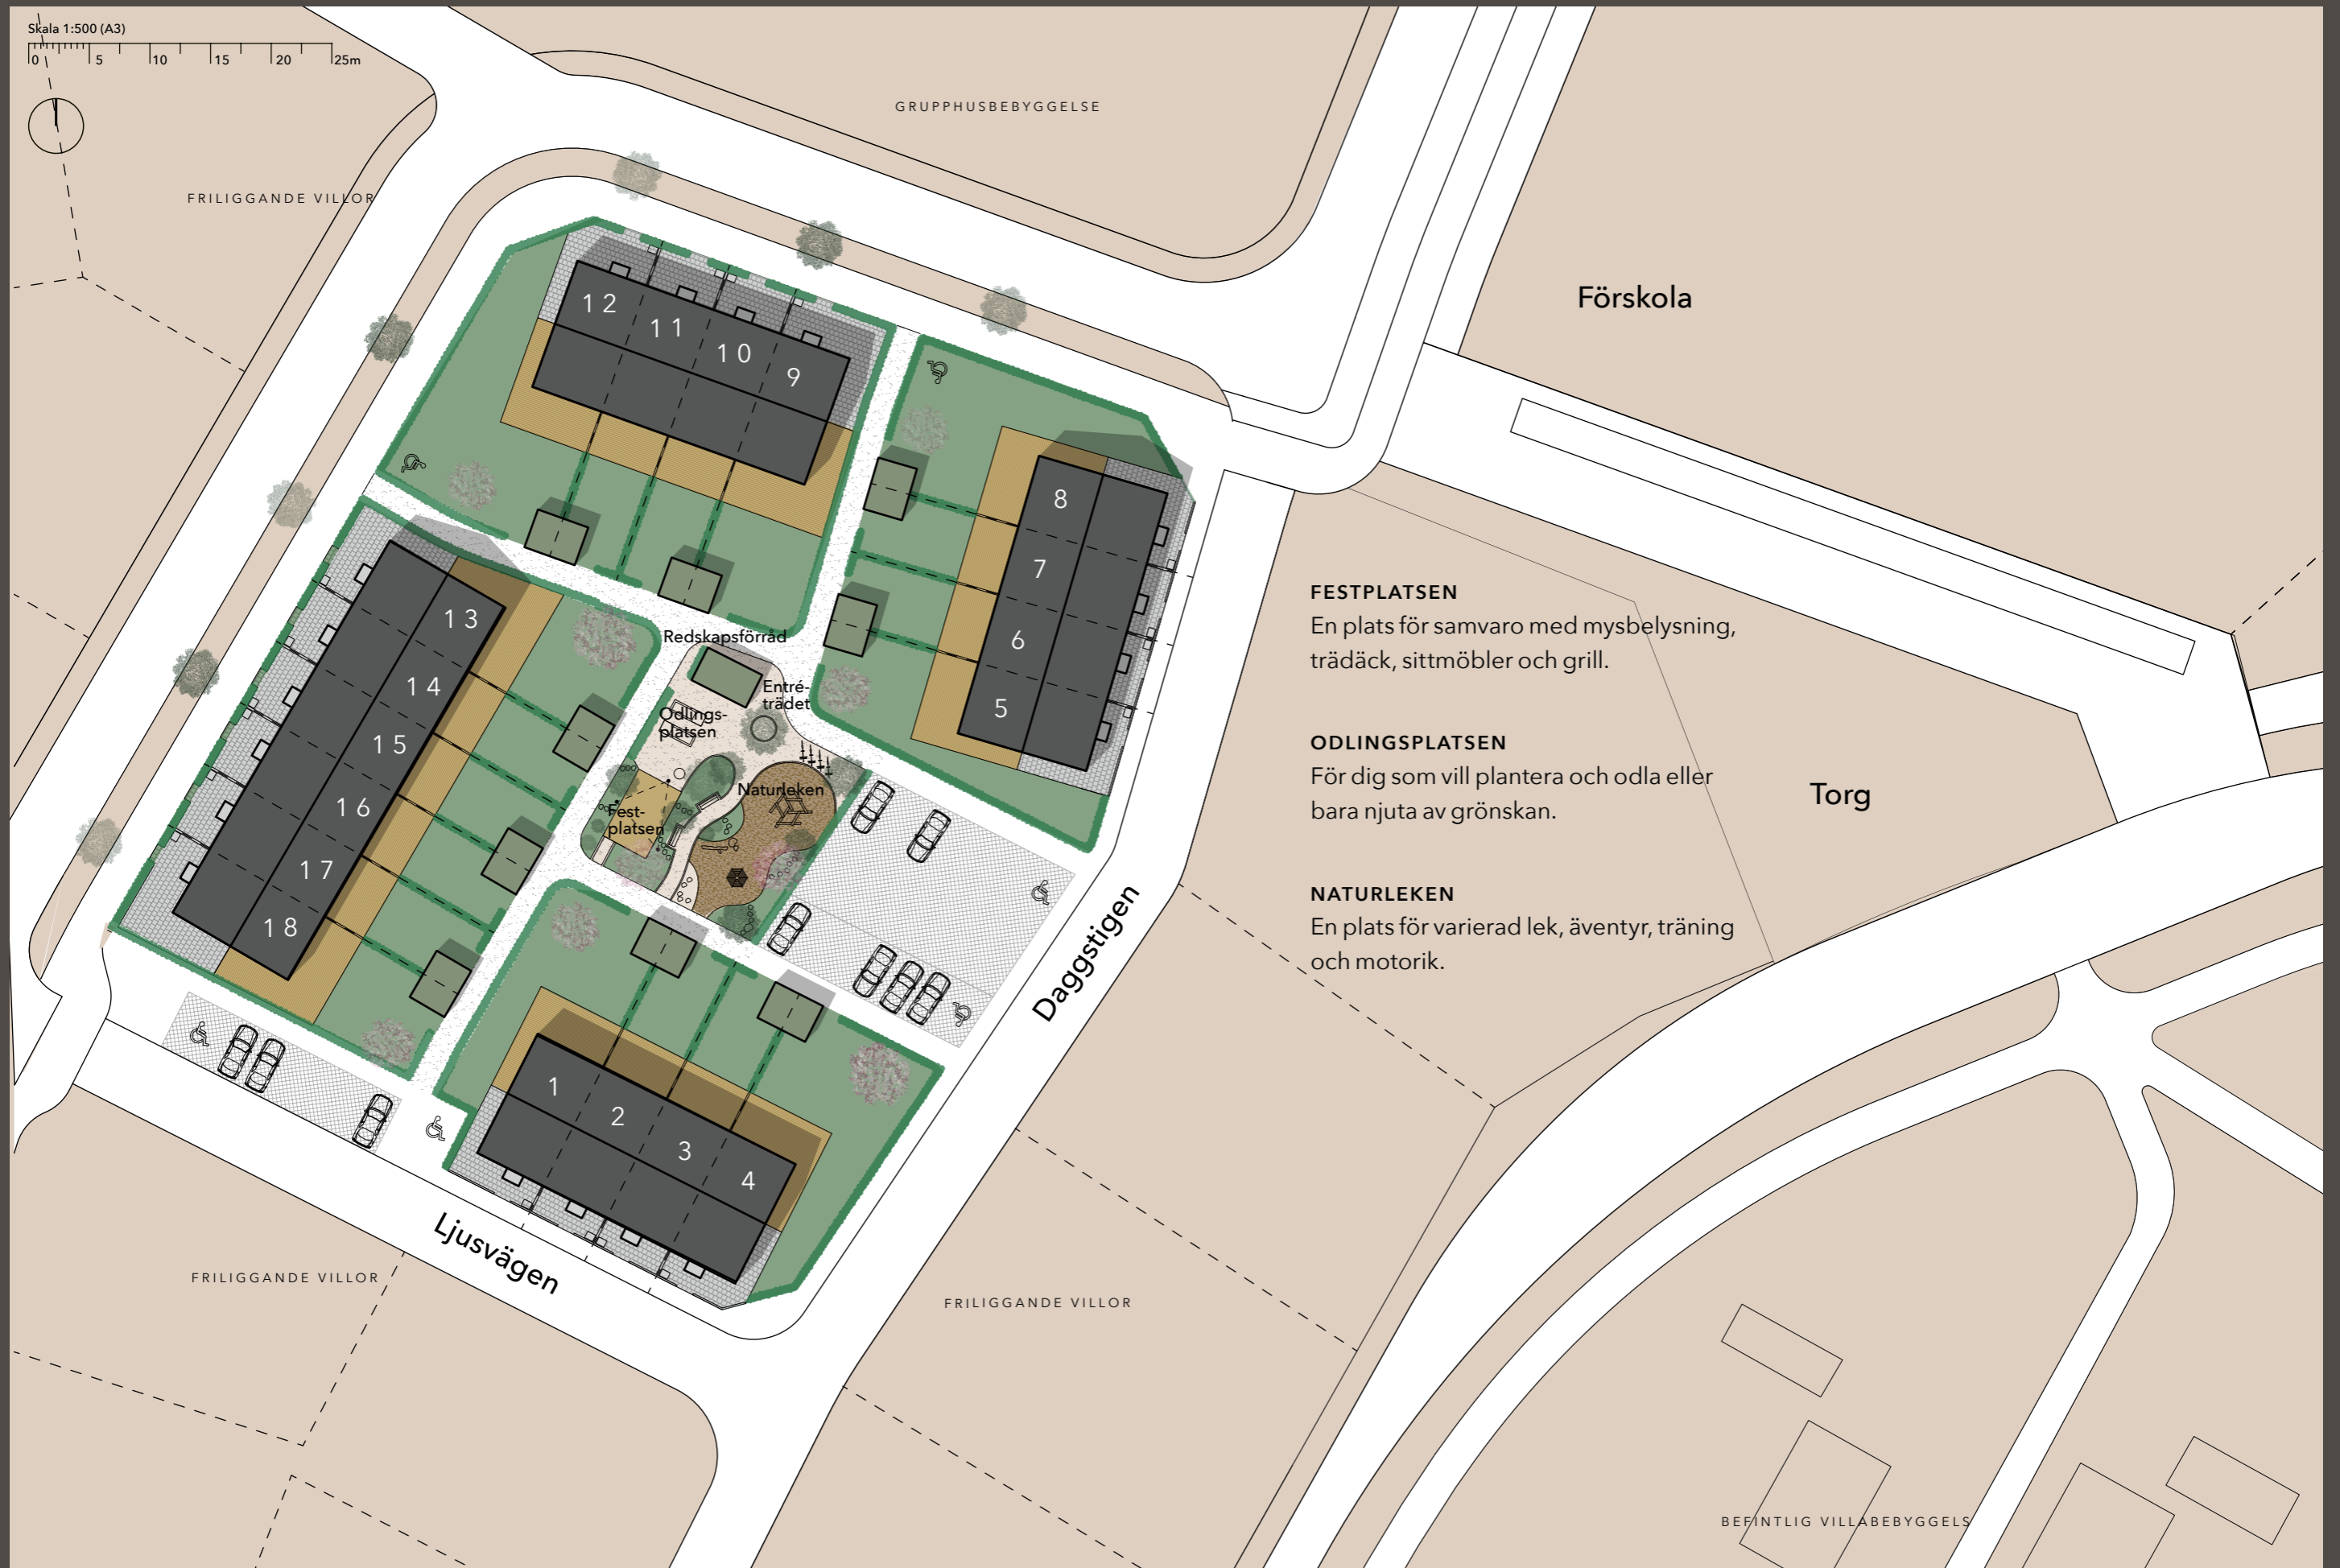 Skala 1:500 (A3)
0 5 10 15 20 25m
GRUPPHUSBEBYGGELSE
FRILIGGANDE VILLOR
Förskola
12
11
10
9
8
7
6
5
13
14
15
16
17
18
Redskapsförråd
Entré-
trädet
Odlings-
platsen
Naturleken
Fest-
platsen
1
2
3
4
FESTPLATSEN
En plats för samvaro med mysbelysning,
trädäck, sittmöbler och grill.
ODLINGSPLATSEN
För dig som vill plantera och odla eller
bara njuta av grönskan.
NATURLEKEN
En plats för varierad lek, äventyr, träning
och motorik.
Torg
Daggstigen
Ljusvägen
FRILIGGANDE VILLOR
FRILIGGANDE VILLOR
BEFINTLIG VILLABEBYGGELS